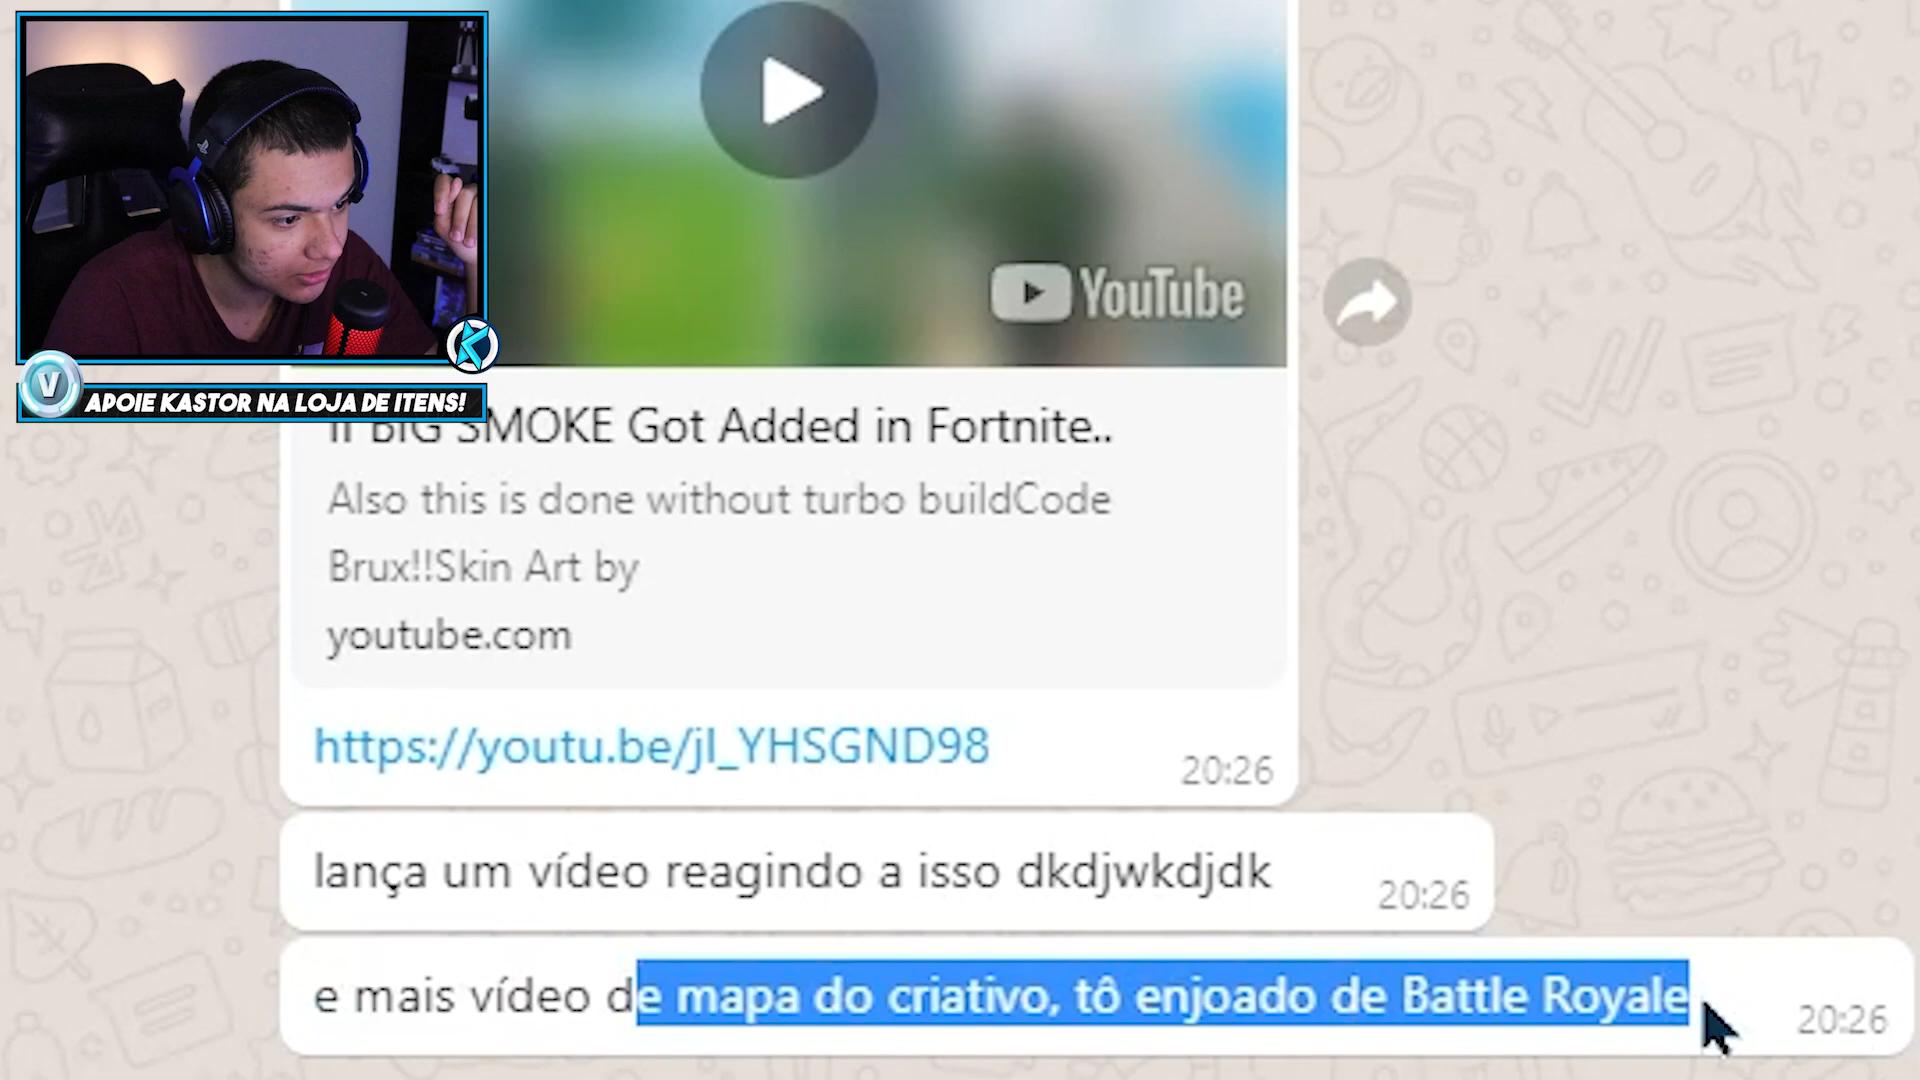 YouTube
V
APOIE KASTOR NA LOJA DE ITENS!
If BIG SMOKE Got Added in Fortnite..
Also this is done without turbo buildCode
Brux!!Skin Art by
youtube.com
https://youtu.be/jI_YHSGND98
20:26
lança um vídeo reagindo a isso dkdjwkdjdk
20:26
e mais vídeo de mapa do criativo, tô enjoado de Battle Royale
20:26